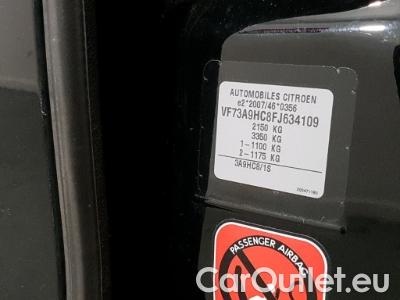 AUTOMOBILES CITROEN
e2*2007/46*0356
VF73A9HC8FJ634109
2150 KG
3350 KG
1-1100 KG
2-1175 KG
3A9HC8/1S
PASSENGER AIRBAG
CarOutlet.eu